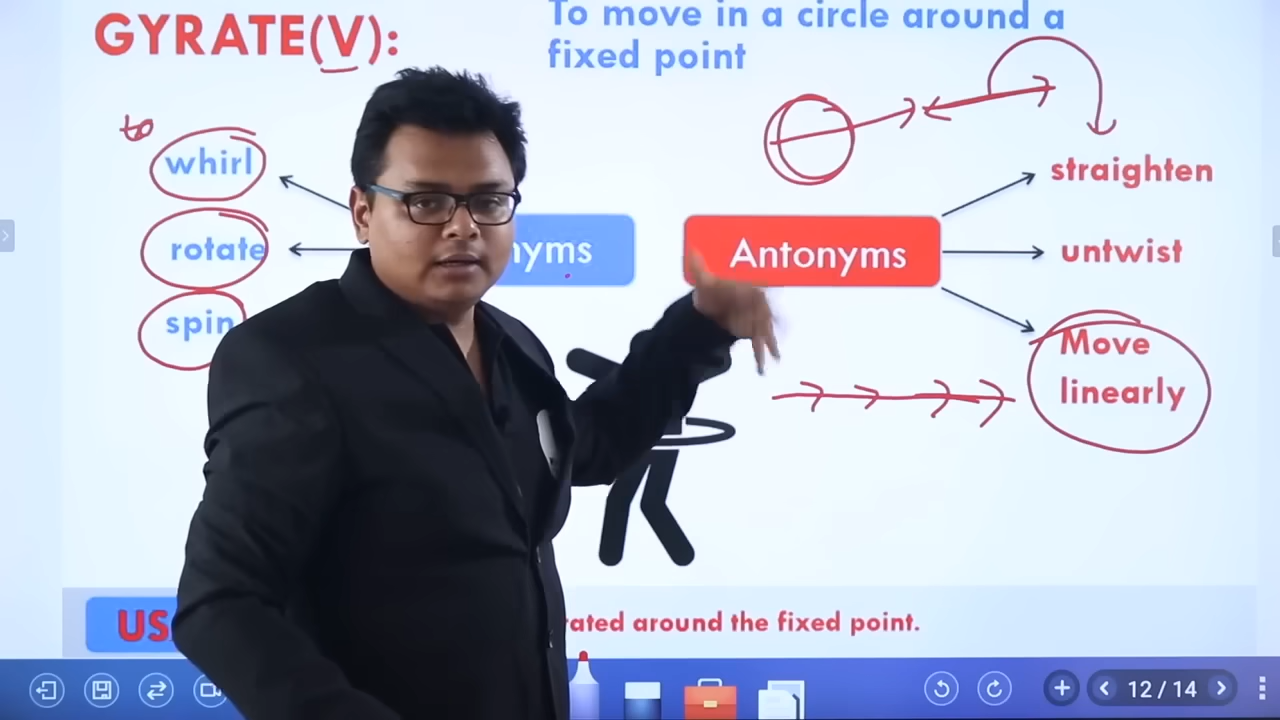 GYRATE(V):
To move in a circle around a
fixed point
to
whirl
rotate
spin
nyms
Antonyms
straighten
untwist
Move
linearly
US
rated around the fixed point.
12 / 14